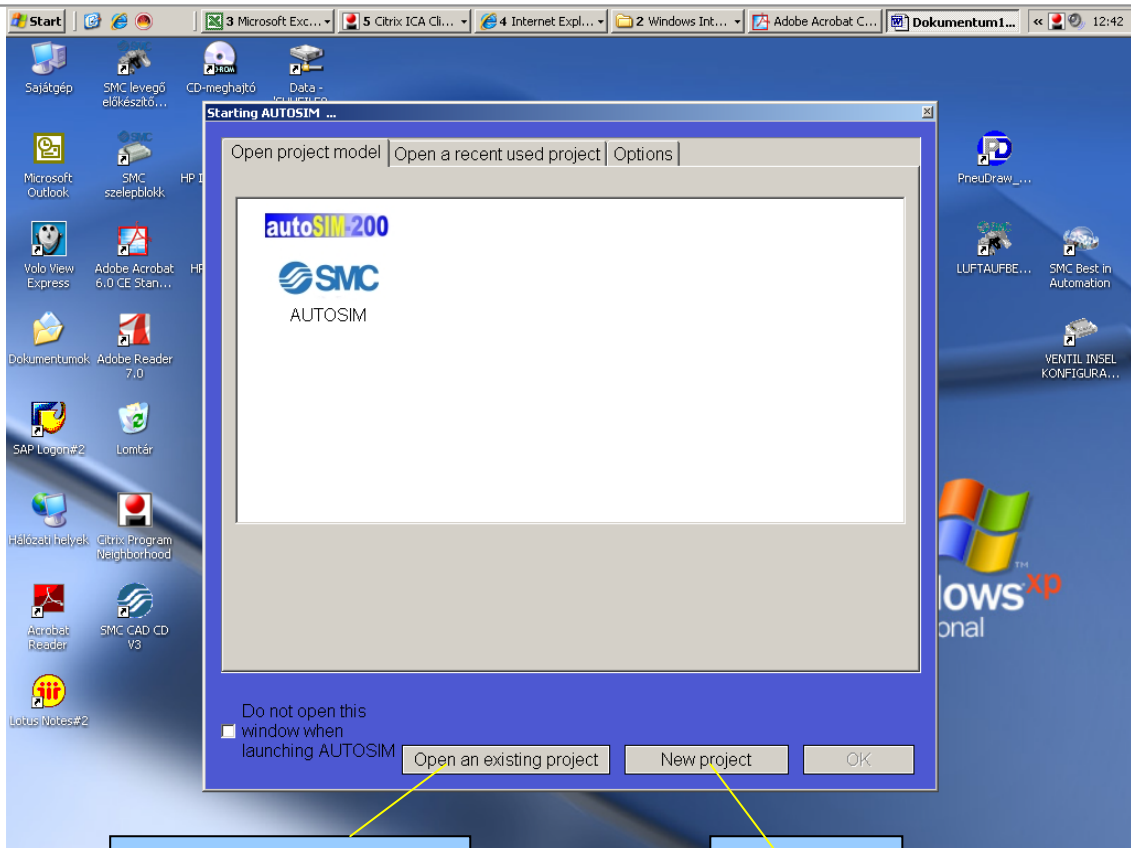 Start
3 Microsoft Exc...
5 Citrix ICA Cli...
4 Internet Expl...
2 Windows Int...
Adobe Acrobat C...
Dokumentum1...
12:42
Sajátgép
SMC levegő
előkészítő...
CD-meghajtó
Data -
Starting AUTOSIM ...
Open project model
Open a recent used project
Options
autoSIM-200
SMC
AUTOSIM
Microsoft
Outlook
SMC
szelepblokk
HP I
PneuDraw_...
Volo View
Express
Adobe Acrobat
6.0 CE Stan...
HP
LUFTAUFBE...
SMC Best in
Automation
Dokumentumok
Adobe Reader
7.0
VENTIL INSEL
KONFIGURA...
SAP Logon#2
Lomtár
Hálózati helyek
Citrix Program
Neighborhood
Acrobat
Reader
SMC CAD CD
V3
ows xp
onal
Lotus Notes#2
Do not open this
window when
launching AUTOSIM
Open an existing project
New project
OK